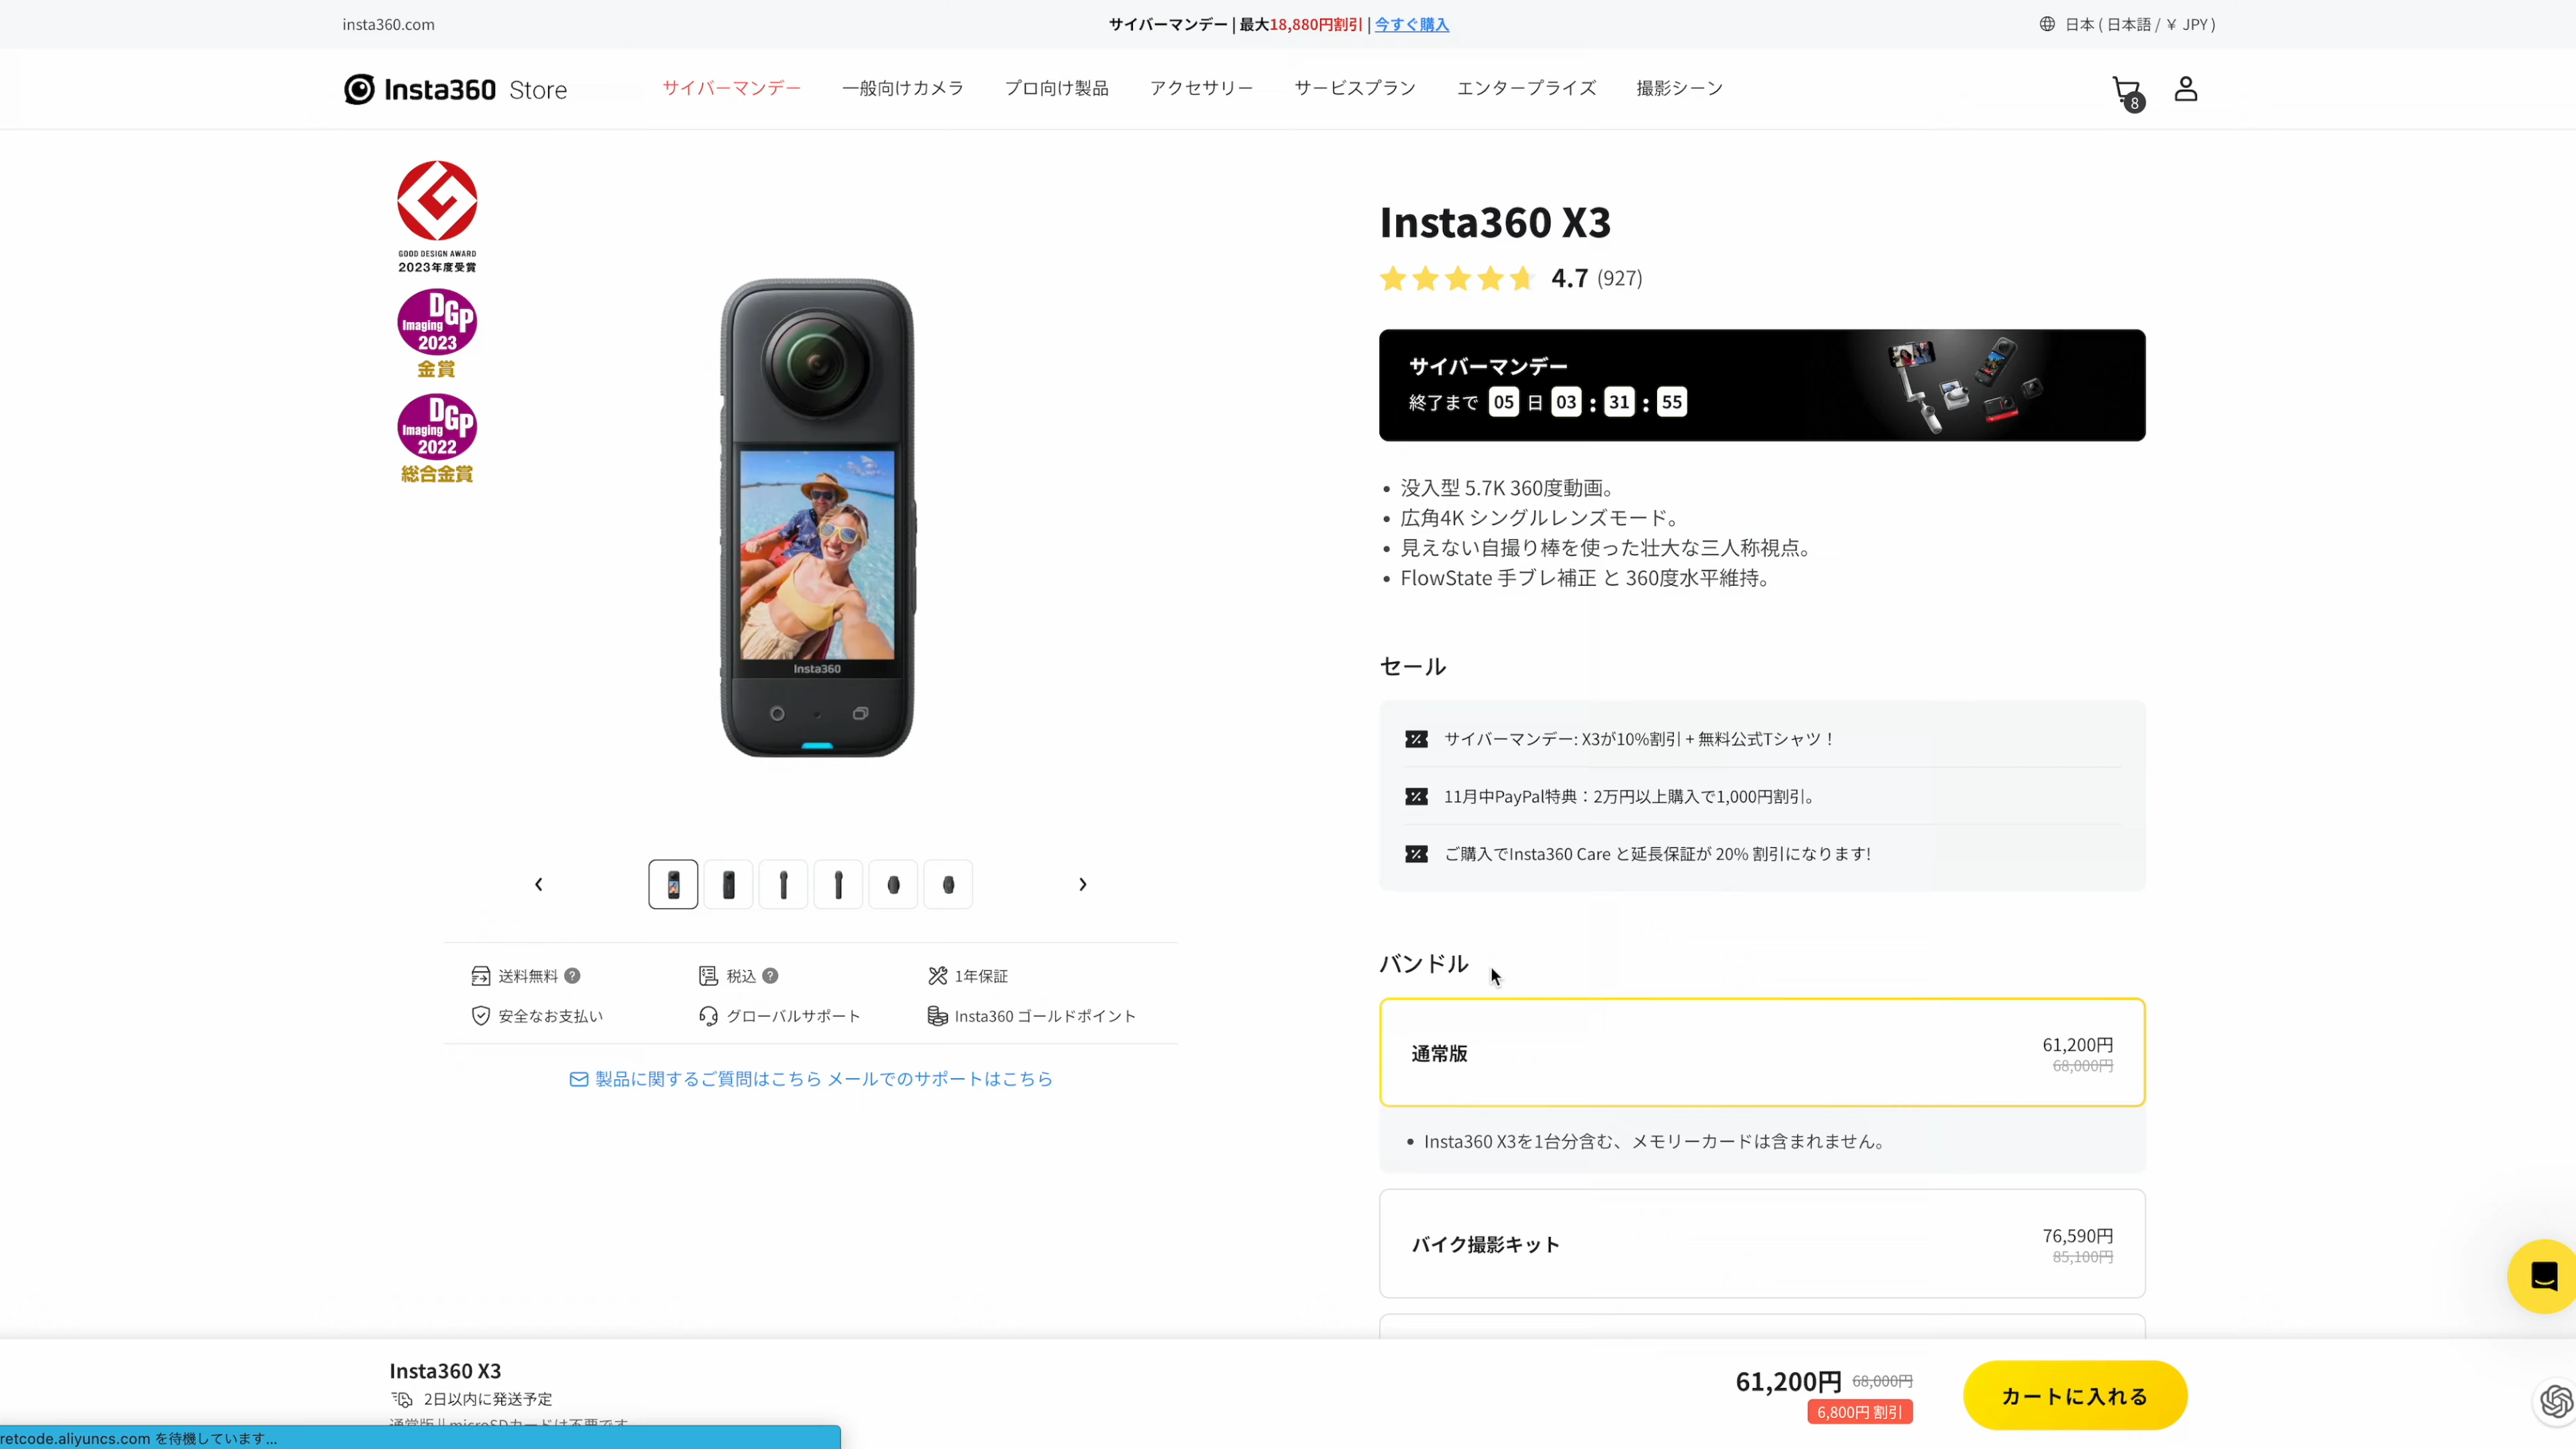 insta360.com
サイバーマンデー | 最大18,880円割引 | 今すぐ購入
日本 ( 日本語 / ¥ JPY )
Insta360 Store
サイバーマンデー
一般向けカメラ
プロ向け製品
アクセサリー
サービスプラン
エンタープライズ
撮影シーン
8
GOOD DESIGN AWARD
2023年度受賞
DGP
Imaging
2023
金賞
DGP
Imaging
2022
総合金賞
Insta360
送料無料 ?
税込 ?
1年保証
安全なお支払い
グローバルサポート
Insta360 ゴールドポイント
製品に関するご質問はこちら メールでのサポートはこちら
Insta360 X3
4.7 (927)
サイバーマンデー
終了まで 05 日 03 : 31 : 55
• 没入型 5.7K 360度動画。
• 広角4K シングルレンズモード。
• 見えない自撮り棒を使った壮大な三人称視点。
• FlowState 手ブレ補正 と 360度水平維持。
セール
サイバーマンデー: X3が10%割引 + 無料公式Tシャツ！
11月中PayPal特典：2万円以上購入で1,000円割引。
ご購入でInsta360 Care と延長保証が 20% 割引になります!
バンドル
通常版
61,200円
68,000円
• Insta360 X3を1台分含む、メモリーカードは含まれません。
バイク撮影キット
76,590円
85,100円
Insta360 X3
2日以内に発送予定
通常版 || microSDカードは不要です
61,200円 68,000円
6,800円 割引
カートに入れる
retcode.aliyuncs.com を待機しています...